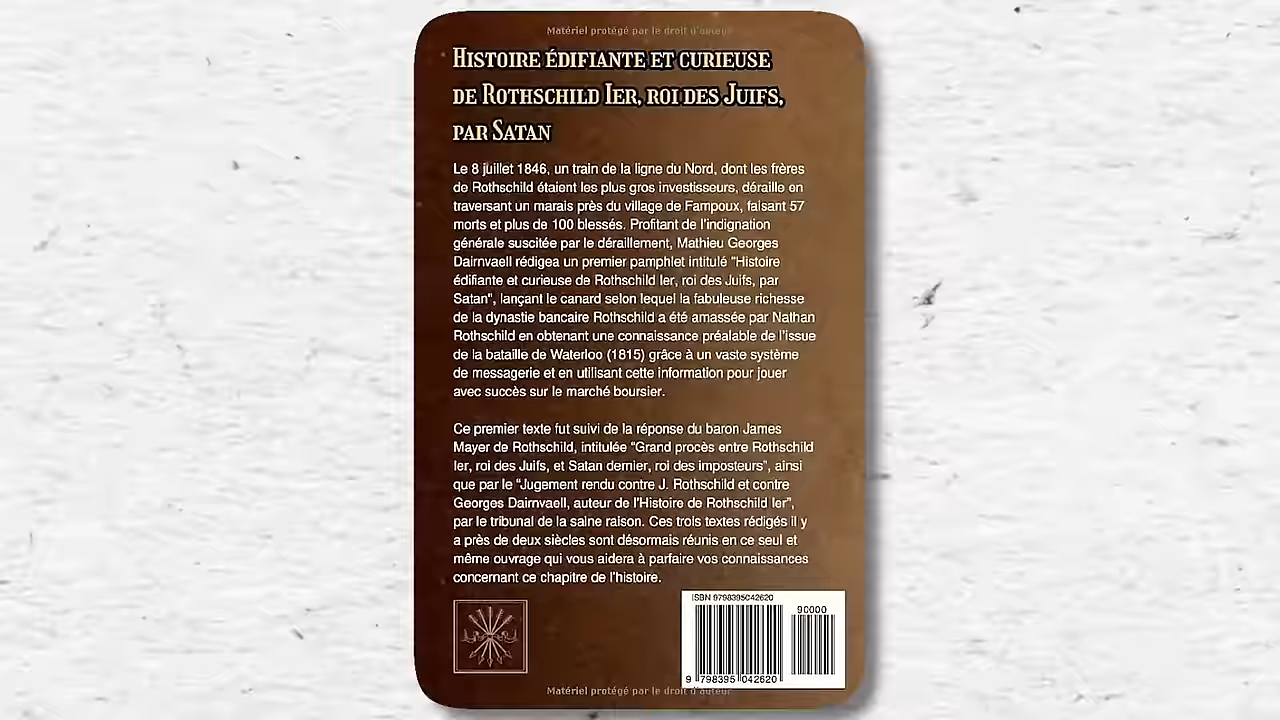 Matériel protégé par le droit d'auteur
Histoire édifiante et curieuse
de Rothschild Ier, roi des Juifs,
par Satan
Le 8 juillet 1846, un train de la ligne du Nord, dont les frères
de Rothschild étaient les plus gros investisseurs, déraille en
traversant un marais près du village de Fampoux, faisant 57
morts et plus de 100 blessés. Profitant de l'indignation
générale suscitée par le déraillement, Mathieu Georges
Dairnvaell rédigea un premier pamphlet intitulé "Histoire
édifiante et curieuse de Rothschild Ier, roi des Juifs, par
Satan", lançant le canard selon lequel la fabuleuse richesse
de la dynastie bancaire Rothschild a été amassée par Nathan
Rothschild en obtenant une connaissance préalable de l'issue
de la bataille de Waterloo (1815) grâce à un vaste système
de messagerie et en utilisant cette information pour jouer
avec succès sur le marché boursier.
Ce premier texte fut suivi de la réponse du baron James
Mayer de Rothschild, intitulée "Grand procès entre Rothschild
Ier, roi des Juifs, et Satan dernier, roi des imposteurs", ainsi
que par le "Jugement rendu contre J. Rothschild et contre
Georges Dairnvaell, auteur de l'Histoire de Rothschild Ier",
par le tribunal de la saine raison. Ces trois textes rédigés il y
a près de deux siècles sont désormais réunis en ce seul et
même ouvrage qui vous aidera à parfaire vos connaissances
concernant ce chapitre de l'histoire.
ISBN 9798395042620
90000
9 798395 042620
Matériel protégé par le droit d'auteur